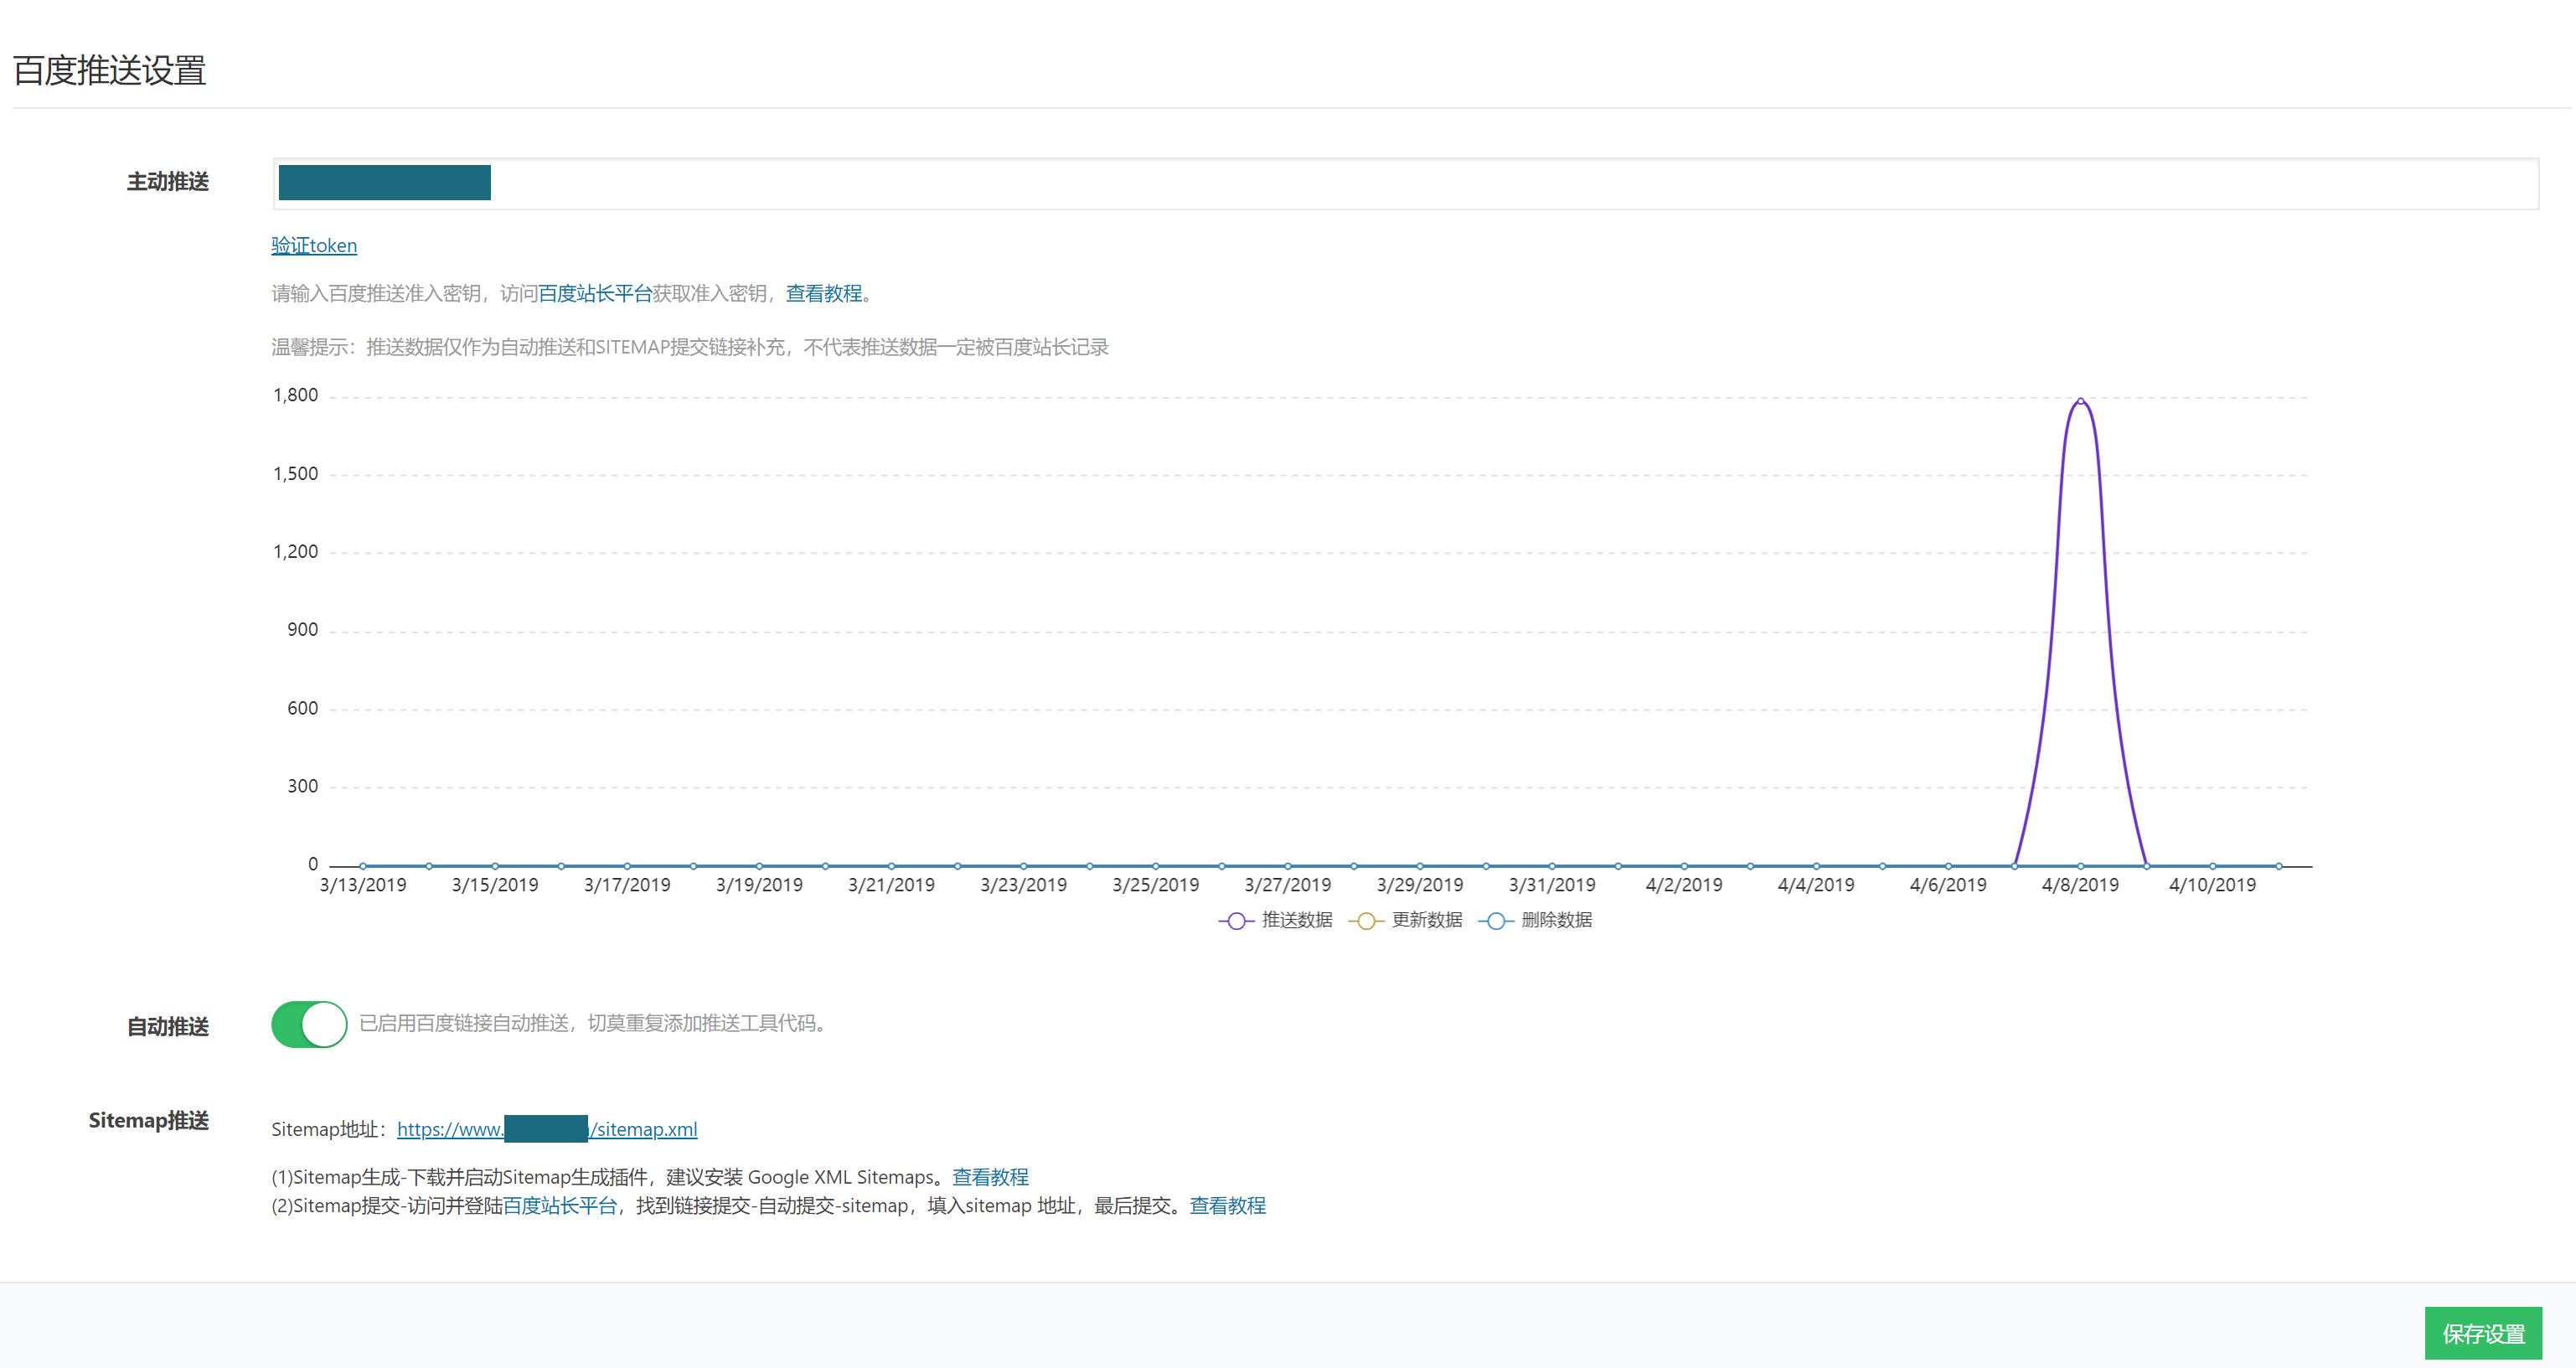 百度推送设置
主动推送
验证token
请输入百度推送准入密钥，访问百度站长平台获取准入密钥，查看教程。
温馨提示：推送数据仅作为自动推送和SITEMAP提交链接补充，不代表推送数据一定被百度站长记录
1,800
1,500
1,200
900
600
300
0
3/13/2019 3/15/2019 3/17/2019 3/19/2019 3/21/2019 3/23/2019 3/25/2019 3/27/2019 3/29/2019 3/31/2019 4/2/2019 4/4/2019 4/6/2019 4/8/2019 4/10/2019
推送数据 更新数据 删除数据
自动推送 已启用百度链接自动推送，切莫重复添加推送工具代码。
Sitemap推送
Sitemap地址：https://www. /sitemap.xml
(1)Sitemap生成-下载并启动Sitemap生成插件，建议安装 Google XML Sitemaps。查看教程
(2)Sitemap提交-访问并登陆百度站长平台，找到链接提交-自动提交-sitemap，填入sitemap 地址，最后提交。查看教程
保存设置